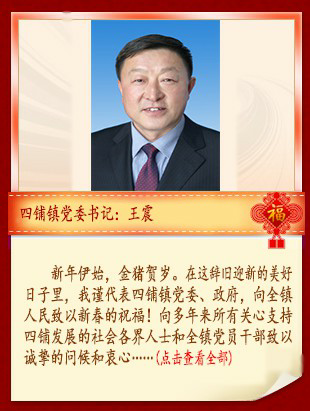 四铺镇党委书记：王震
福
新年伊始，金猪贺岁。在这辞旧迎新的美好
日子里，我谨代表四铺镇党委、政府，向全镇
人民致以新春的祝福！向多年来所有关心支持
四铺发展的社会各界人士和全镇党员干部致以
诚挚的问候和衷心……(点击查看全部)